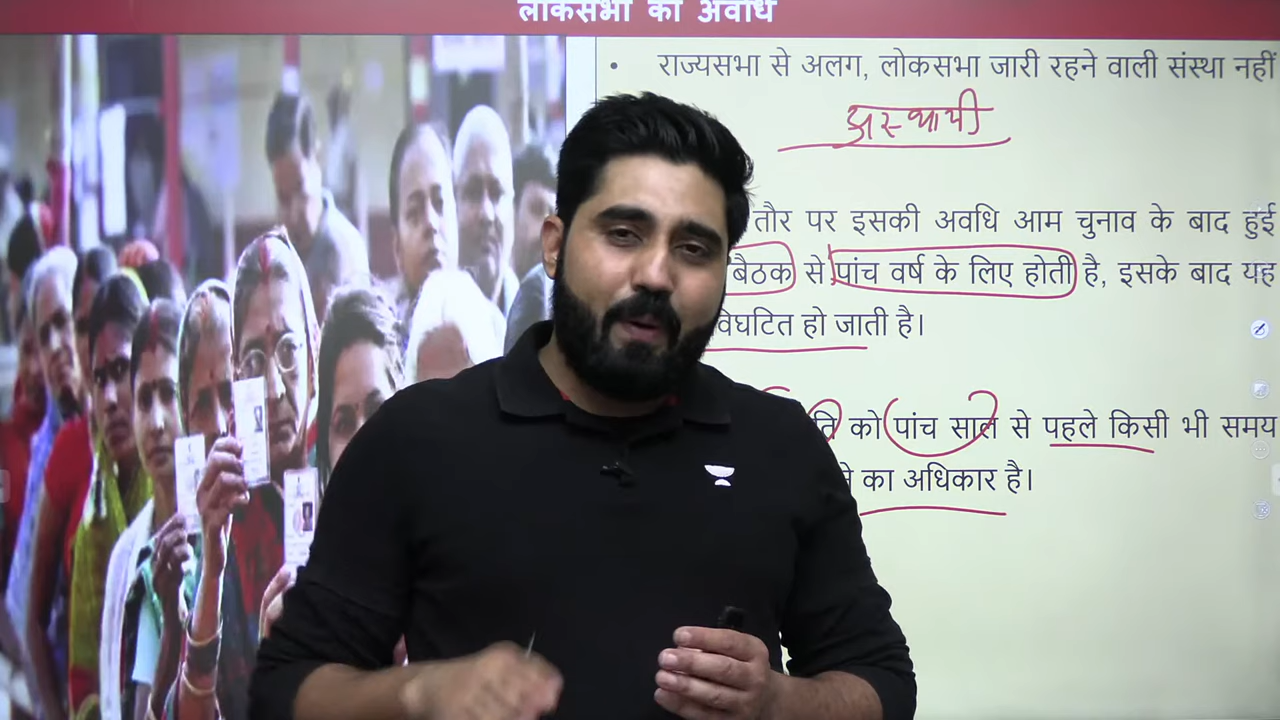 लोकसभा की अवधि
• राज्यसभा से अलग, लोकसभा जारी रहने वाली संस्था नहीं
अस्थायी
तौर पर इसकी अवधि आम चुनाव के बाद हुई
बैठक से पांच वर्ष के लिए होती है, इसके बाद यह
विघटित हो जाती है।
को पांच साल से पहले किसी भी समय
का अधिकार है।